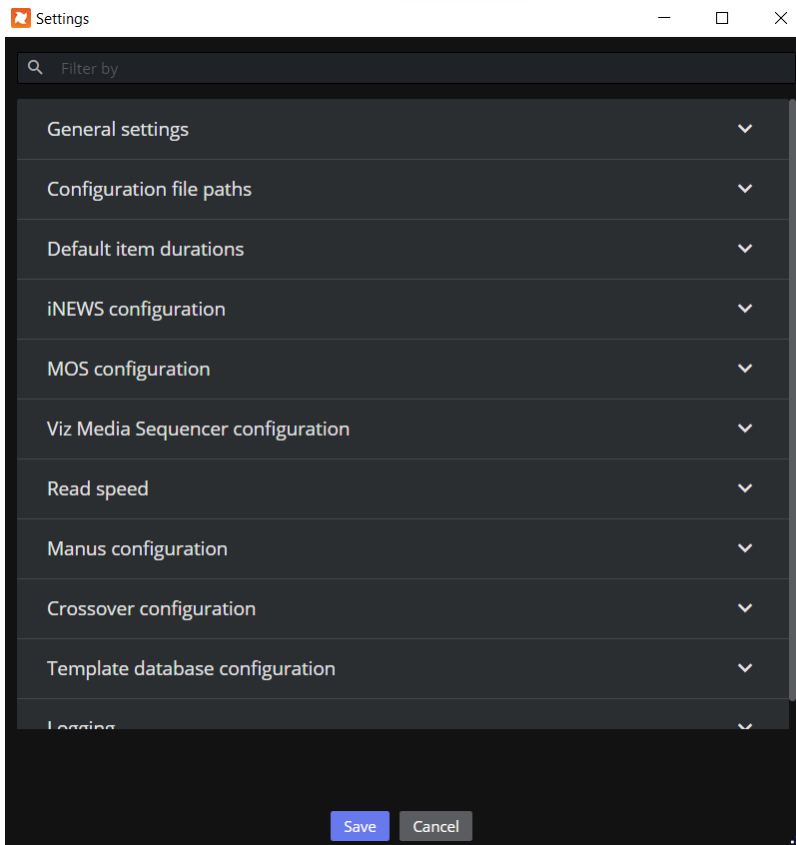 Settings
Filter by
General settings
Configuration file paths
Default item durations
iNEWS configuration
MOS configuration
Viz Media Sequencer configuration
Read speed
Manus configuration
Crossover configuration
Template database configuration
Logging
Save
Cancel